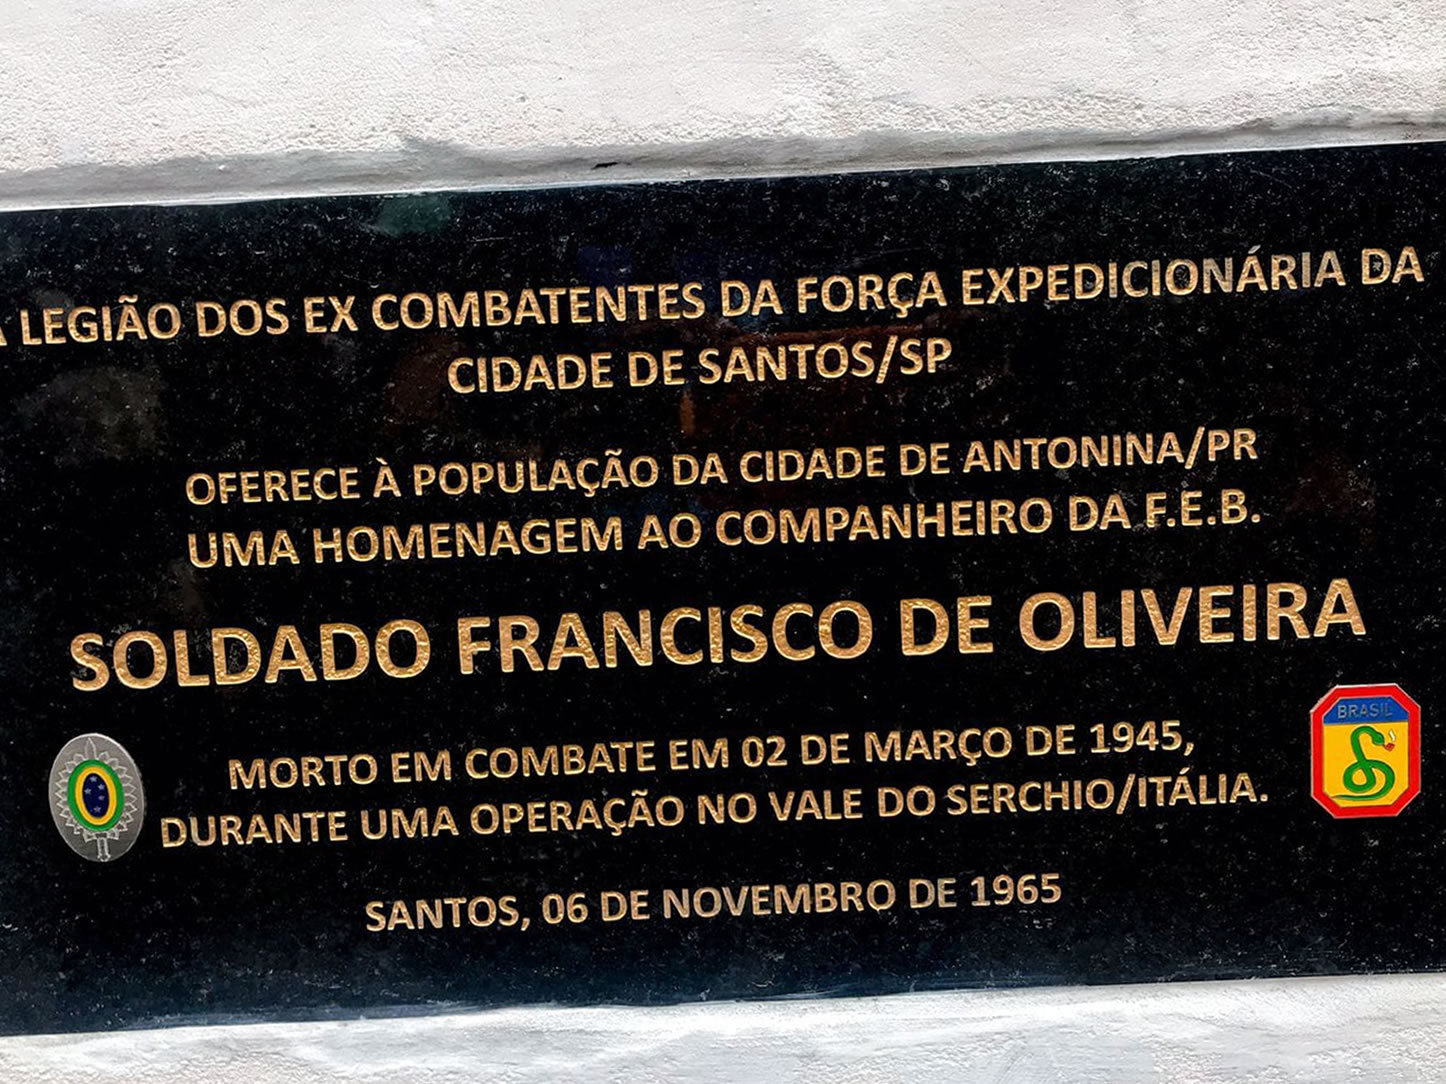 A LEGIÃO DOS EX COMBATENTES DA FORÇA EXPEDICIONÁRIA DA
CIDADE DE SANTOS/SP
OFERECE À POPULAÇÃO DA CIDADE DE ANTONINA/PR
UMA HOMENAGEM AO COMPANHEIRO DA F.E.B.
SOLDADO FRANCISCO DE OLIVEIRA
BRASIL
MORTO EM COMBATE EM 02 DE MARÇO DE 1945,
DURANTE UMA OPERAÇÃO NO VALE DO SERCHIO/ITÁLIA.
SANTOS, 06 DE NOVEMBRO DE 1965